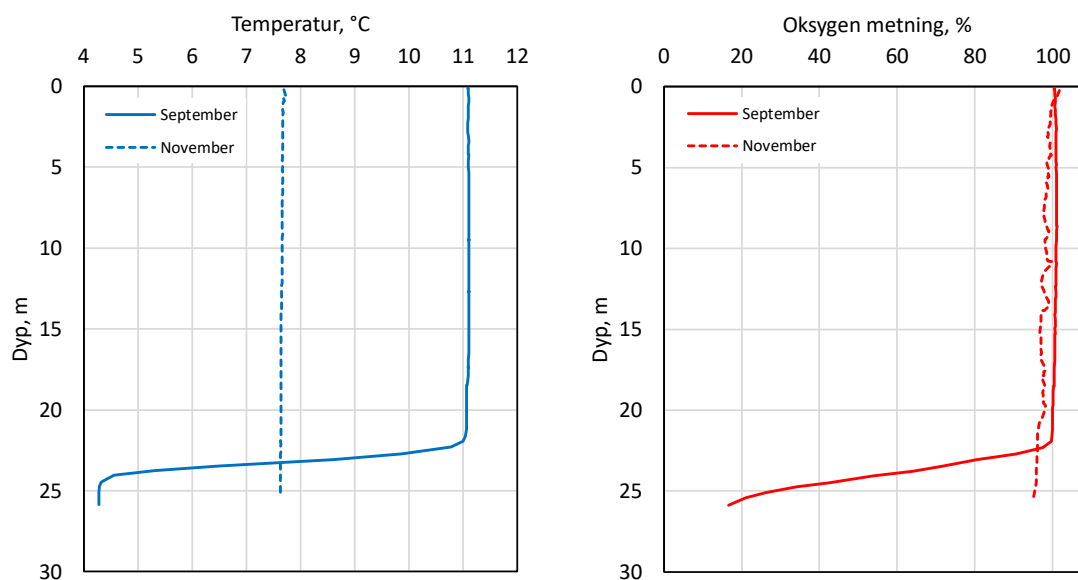 Temperatur, °C
4 5 6 7 8 9 10 11 12
0
5
10
15
20
25
30
Dyp, m
September
November
Oksygen metning, %
0 20 40 60 80 100
0
5
10
15
20
25
30
Dyp, m
September
November